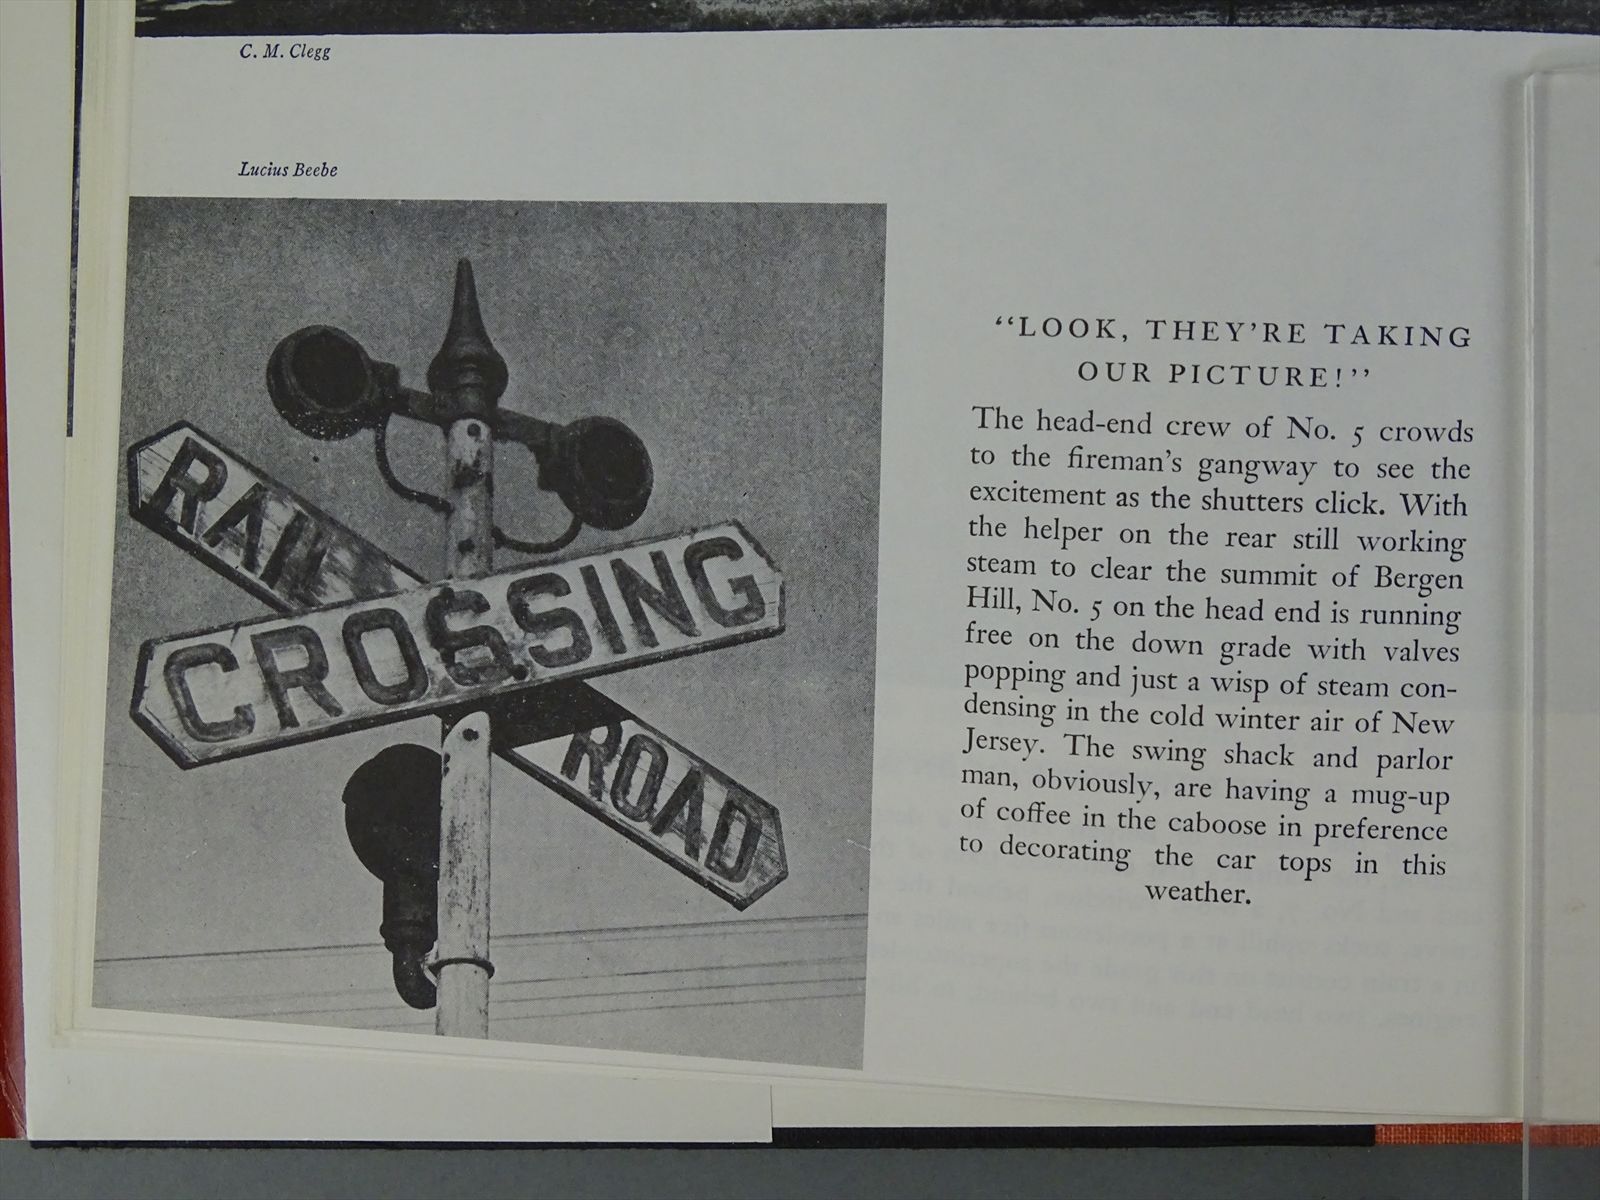 C. M. Clegg
Lucius Beebe
RAIL
CROSSING
ROAD
“LOOK, THEY’RE TAKING
OUR PICTURE!”
The head-end crew of No. 5 crowds
to the fireman’s gangway to see the
excitement as the shutters click. With
the helper on the rear still working
steam to clear the summit of Bergen
Hill, No. 5 on the head end is running
free on the down grade with valves
popping and just a wisp of steam con-
densing in the cold winter air of New
Jersey. The swing shack and parlor
man, obviously, are having a mug-up
of coffee in the caboose in preference
to decorating the car tops in this
weather.